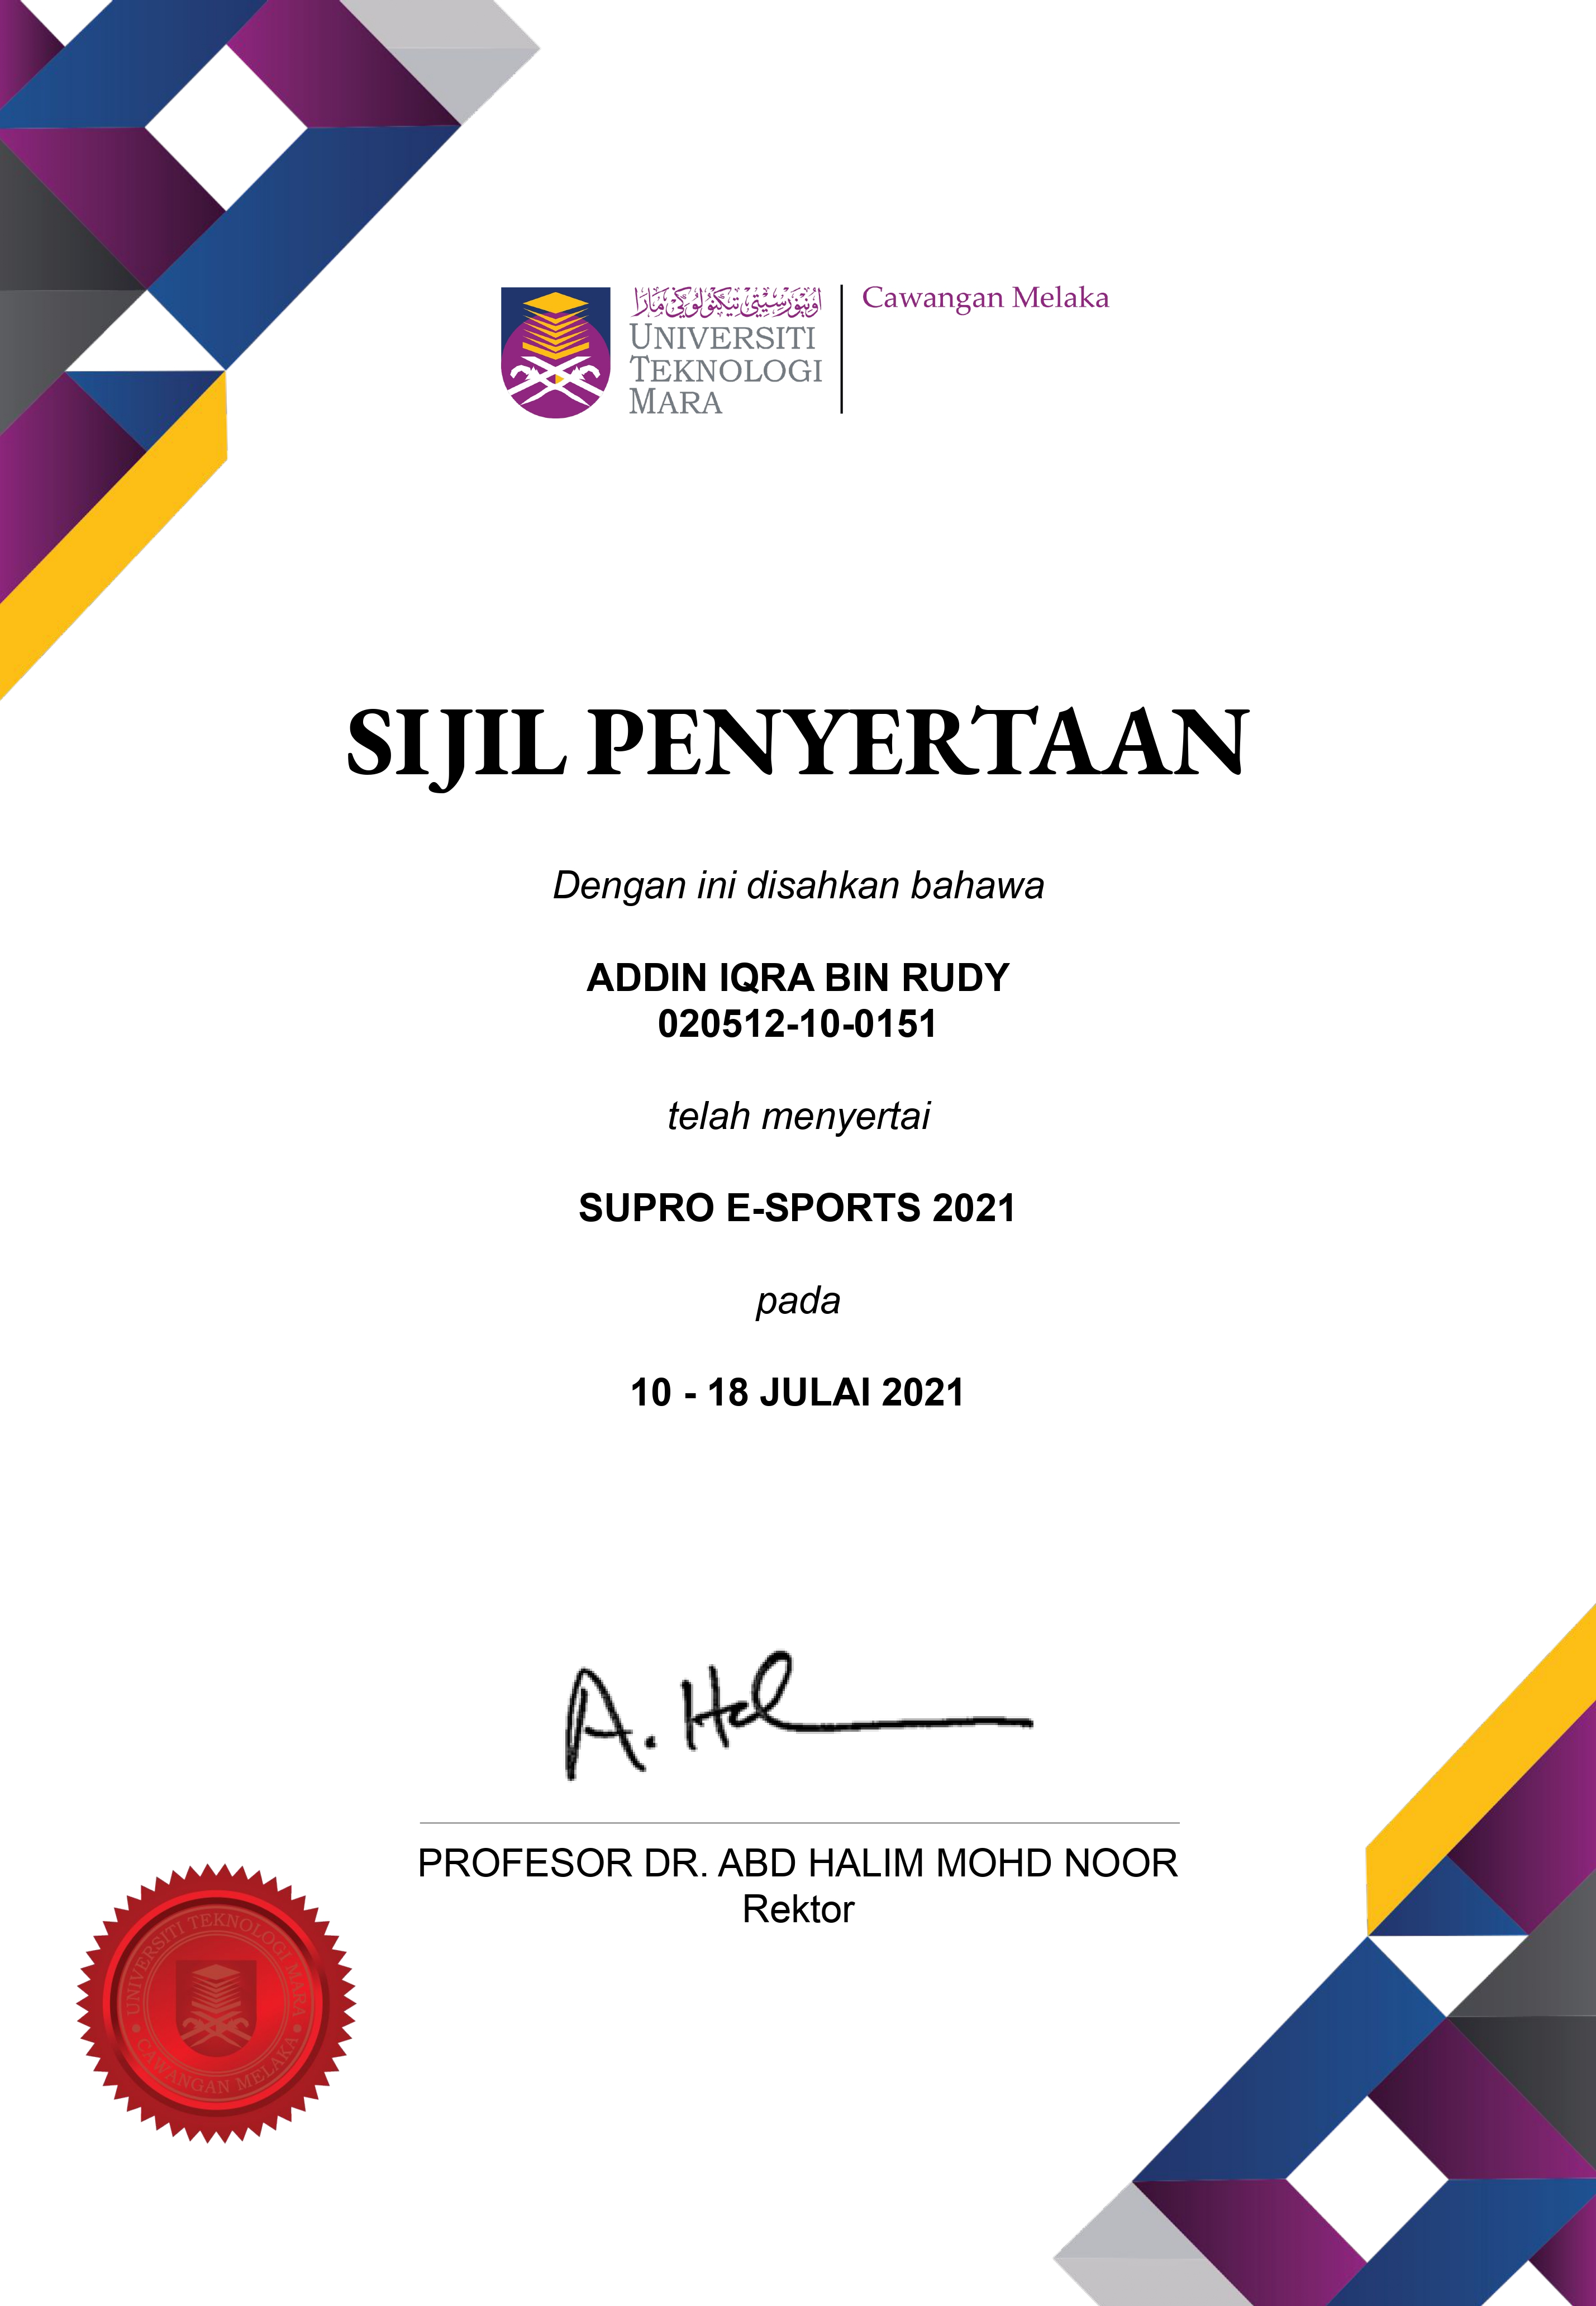 اونيۏرسيتي تيكنولوݢي مارا
UNIVERSITI
TEKNOLOGI
MARA
Cawangan Melaka
SIJIL PENYERTAAN
Dengan ini disahkan bahawa
ADDIN IQRA BIN RUDY
020512-10-0151
telah menyertai
SUPRO E-SPORTS 2021
pada
10 - 18 JULAI 2021
A. Hal
PROFESOR DR. ABD HALIM MOHD NOOR
Rektor
UNIVERSITI TEKNOLOGI MARA
• CAWANGAN MELAKA •